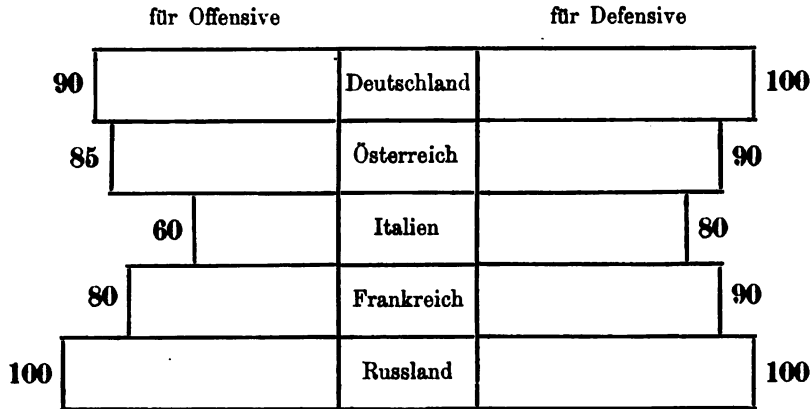 für Offensive für Defensive
90 Deutschland 100
85 Österreich 90
60 Italien 80
80 Frankreich 90
100 Russland 100